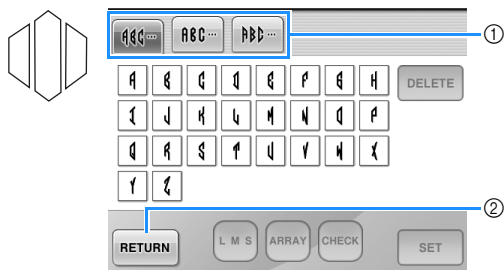 ABC... ABC... ABC... ①
A B C D E F G H DELETE
I J K L M N O P
Q R S T U V W X
Y Z
②
RETURN L M S ARRAY CHECK SET